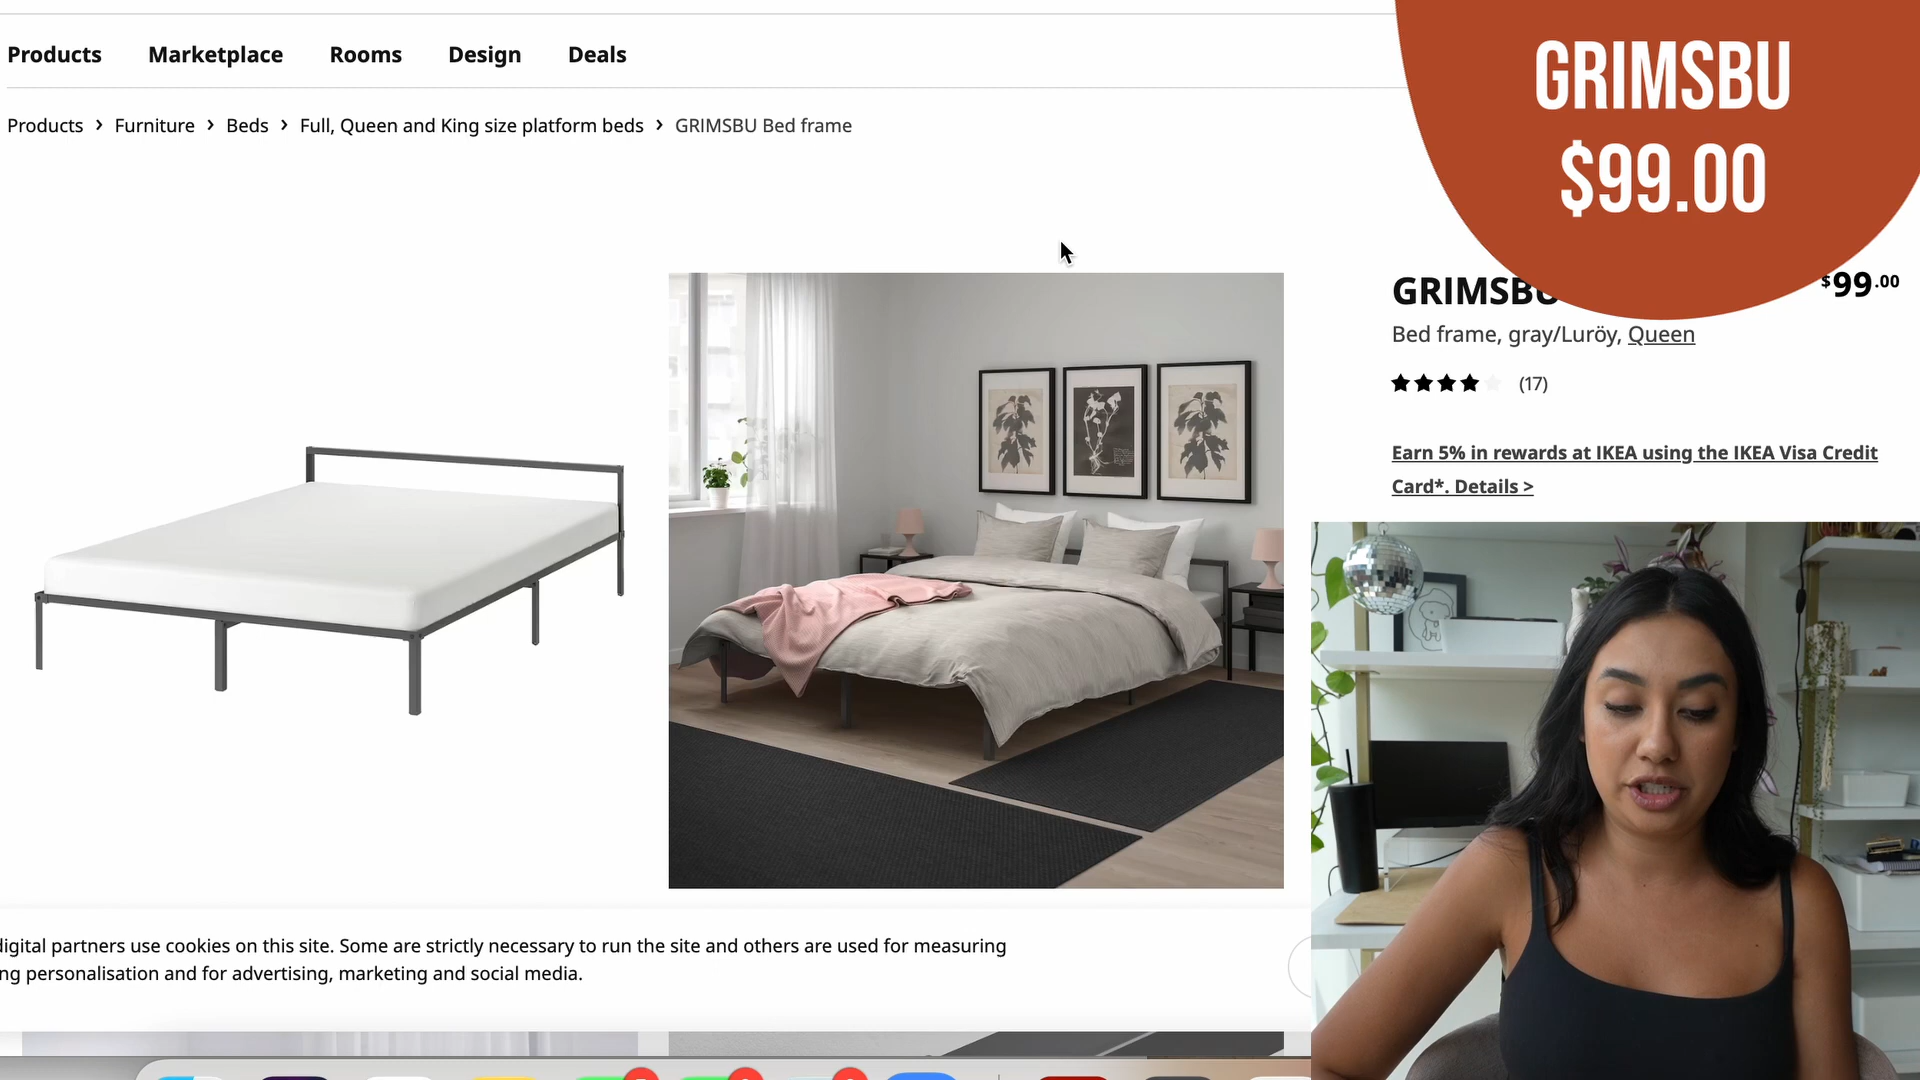 Products Marketplace Rooms Design Deals
Products › Furniture › Beds › Full, Queen and King size platform beds › GRIMSBU Bed frame
GRIMSBU
$99.00
GRIMSBU
$99.00
Bed frame, gray/Luröy, Queen
(17)
Earn 5% in rewards at IKEA using the IKEA Visa Credit
Card*. Details >
digital partners use cookies on this site. Some are strictly necessary to run the site and others are used for measuring
ng personalisation and for advertising, marketing and social media.